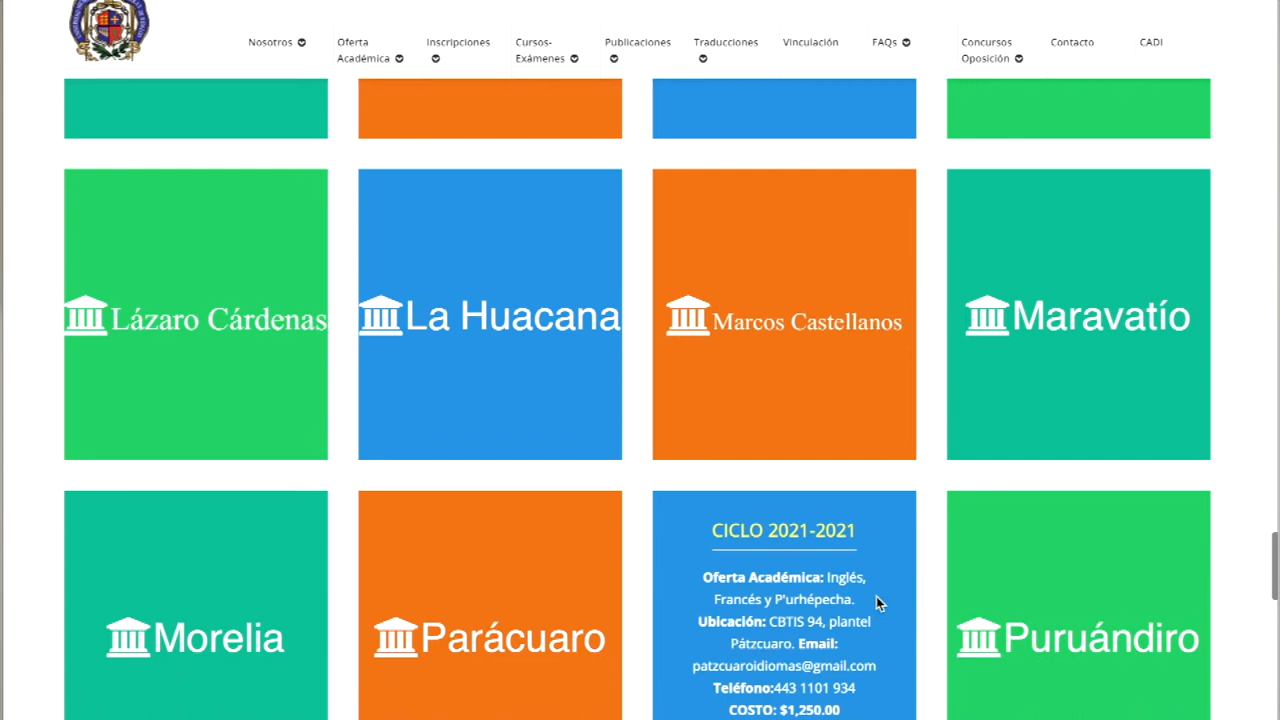 Nosotros
Oferta
Académica
Inscripciones
Cursos-
Exámenes
Publicaciones
Traducciones
Vinculación
FAQs
Concursos
Oposición
Contacto
CADI
Lázaro Cárdenas
La Huacana
Marcos Castellanos
Maravatío
Morelia
Parácuaro
CICLO 2021-2021
Oferta Académica: Inglés,
Francés y P'urhépecha.
Ubicación: CBTIS 94, plantel
Pátzcuaro. Email:
patzcuaroidiomas@gmail.com
Teléfono:443 1101 934
COSTO: $1,250.00
Puruándiro